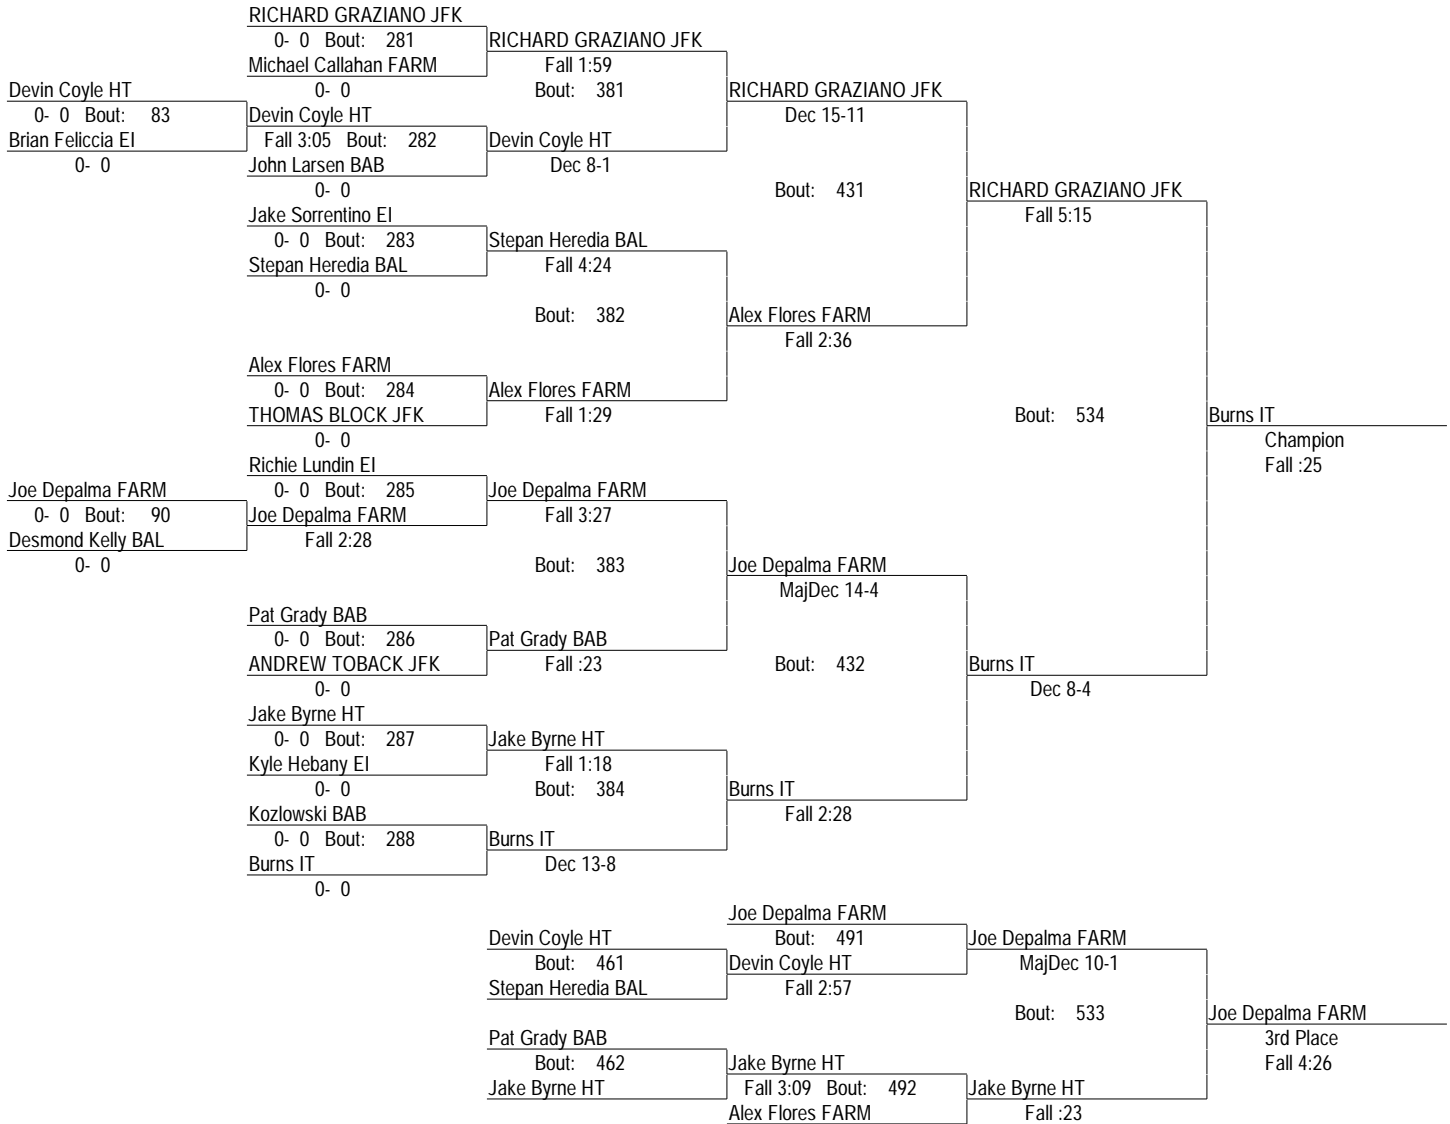 RICHARD GRAZIANO JFK
0- 0 Bout: 281
RICHARD GRAZIANO JFK
Michael Callahan FARM
Fall 1:59
Devin Coyle HT
0- 0
Bout: 381
RICHARD GRAZIANO JFK
0- 0 Bout: 83
Devin Coyle HT
Dec 15-11
Brian Feliccia EI
Fall 3:05 Bout: 282
Devin Coyle HT
0- 0
John Larsen BAB
Dec 8-1
0- 0
Bout: 431
RICHARD GRAZIANO JFK
Jake Sorrentino EI
Fall 5:15
0- 0 Bout: 283
Stepan Heredia BAL
Stepan Heredia BAL
Fall 4:24
0- 0
Bout: 382
Alex Flores FARM
Fall 2:36
Alex Flores FARM
0- 0 Bout: 284
Alex Flores FARM
THOMAS BLOCK JFK
Fall 1:29
Bout: 534
Burns IT
0- 0
Champion
Richie Lundin EI
Fall :25
Joe Depalma FARM
0- 0 Bout: 285
Joe Depalma FARM
0- 0 Bout: 90
Joe Depalma FARM
Fall 3:27
Desmond Kelly BAL
Fall 2:28
0- 0
Bout: 383
Joe Depalma FARM
MajDec 14-4
Pat Grady BAB
0- 0 Bout: 286
Pat Grady BAB
ANDREW TOBACK JFK
Fall :23
Bout: 432
Burns IT
0- 0
Dec 8-4
Jake Byrne HT
0- 0 Bout: 287
Jake Byrne HT
Kyle Hebany EI
Fall 1:18
0- 0
Bout: 384
Burns IT
Kozlowski BAB
Fall 2:28
0- 0 Bout: 288
Burns IT
Burns IT
Dec 13-8
0- 0
Joe Depalma FARM
Devin Coyle HT
Bout: 491
Joe Depalma FARM
Bout: 461
Devin Coyle HT
MajDec 10-1
Stepan Heredia BAL
Fall 2:57
Bout: 533
Joe Depalma FARM
Pat Grady BAB
3rd Place
Bout: 462
Jake Byrne HT
Fall 4:26
Jake Byrne HT
Fall 3:09 Bout: 492
Jake Byrne HT
Alex Flores FARM
Fall :23